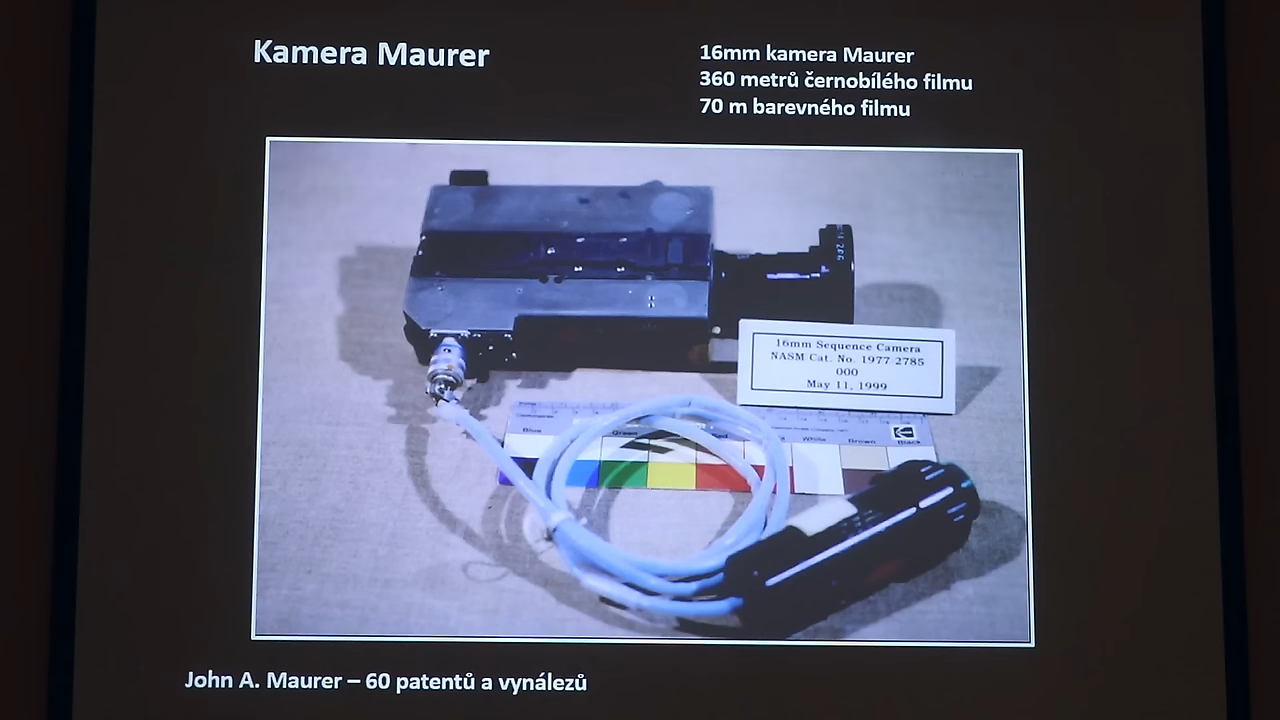 Kamera Maurer
16mm kamera Maurer
360 metrů černobílého filmu
70 m barevného filmu
16mm Sequence Camera
NASM Cat. No. 1977 2785
000
May 11, 1999
Blue
Green
Red
White
Brown
Black
John A. Maurer – 60 patentů a vynálezů